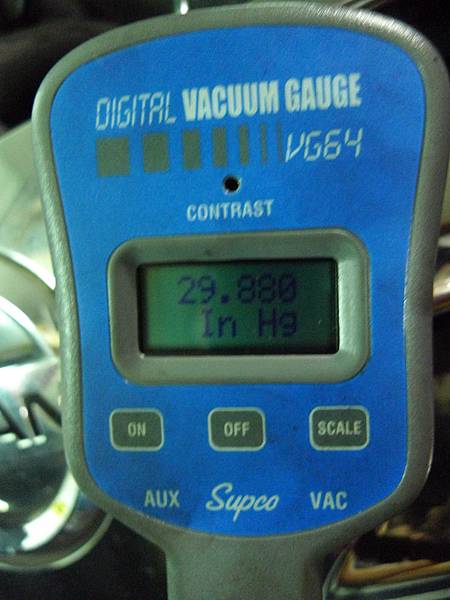 DIGITAL VACUUM GAUGE
VG64
CONTRAST
29.880
In Hg
ON OFF SCALE
AUX Supco VAC